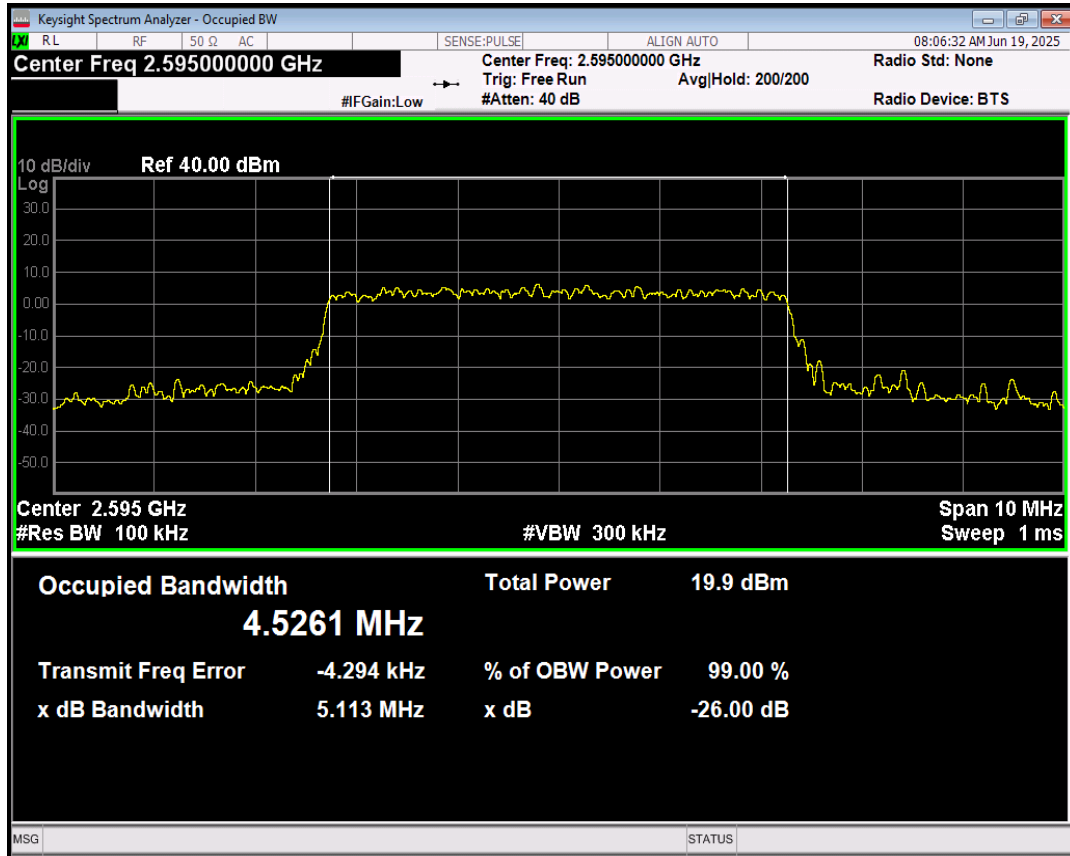 Keysight Spectrum Analyzer - Occupied BW
LXI RL RF 50 Ω AC SENSE:PULSE ALIGN AUTO 08:06:32 AM Jun 19, 2025
Center Freq 2.595000000 GHz
Center Freq: 2.595000000 GHz
Radio Std: None
Trig: Free Run Avg|Hold: 200/200
#IFGain:Low
#Atten: 40 dB
Radio Device: BTS
10 dB/div Ref 40.00 dBm
Log
30.0
20.0
10.0
0.00
-10.0
-20.0
-30.0
-40.0
-50.0
Center 2.595 GHz Span 10 MHz
#Res BW 100 kHz #VBW 300 kHz Sweep 1 ms
Occupied Bandwidth Total Power 19.9 dBm
4.5261 MHz
Transmit Freq Error -4.294 kHz % of OBW Power 99.00 %
x dB Bandwidth 5.113 MHz x dB -26.00 dB
MSG STATUS